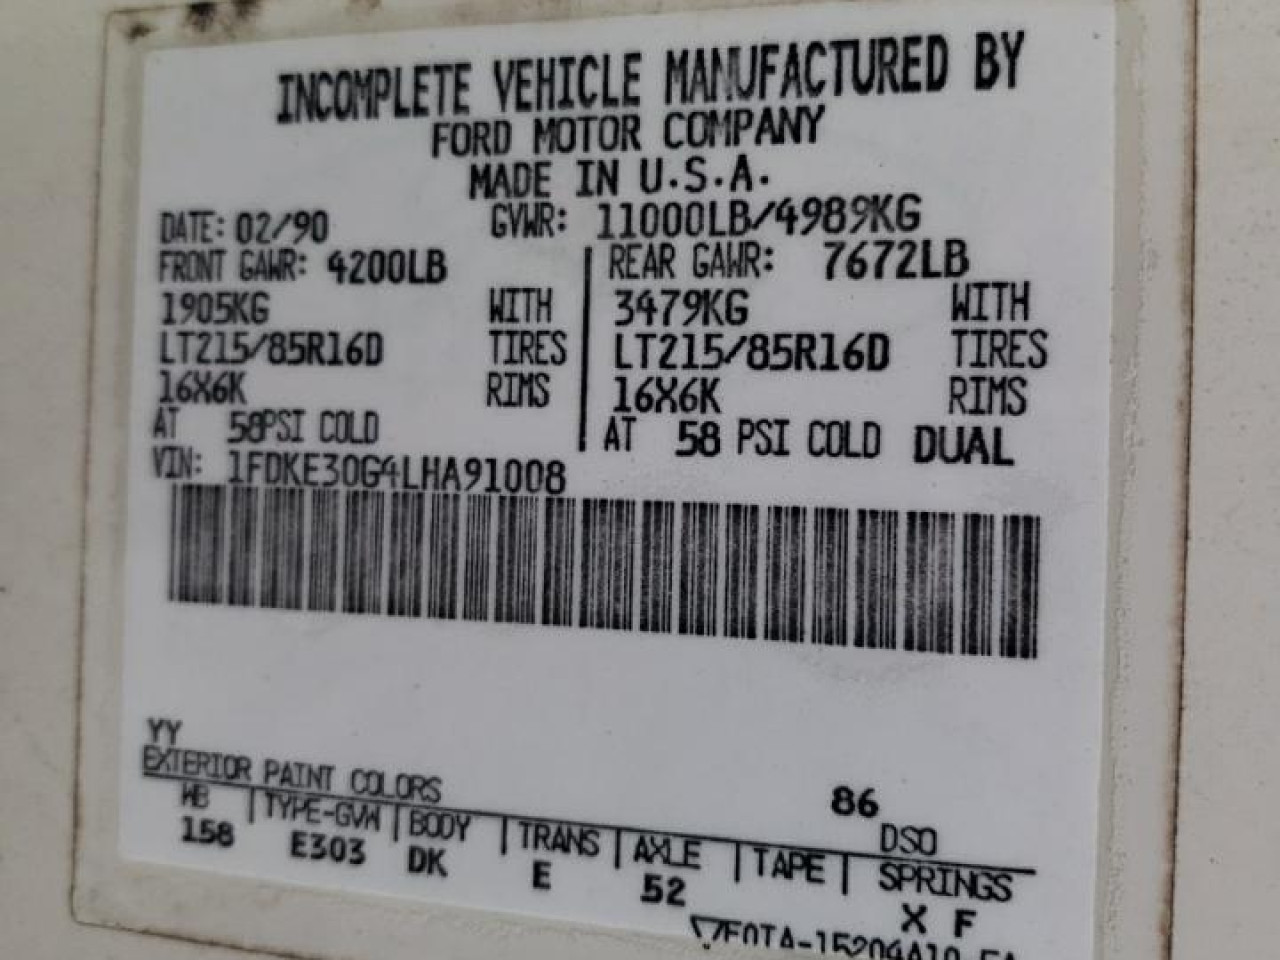 INCOMPLETE VEHICLE MANUFACTURED BY
FORD MOTOR COMPANY
MADE IN U.S.A.
DATE: 02/90 GVWR: 11000LB/4989KG
FRONT GAWR: 4200LB REAR GAWR: 7672LB
1905KG WITH 3479KG WITH
LT215/85R16D TIRES LT215/85R16D TIRES
16X6K RIMS 16X6K RIMS
AT 58PSI COLD AT 58 PSI COLD DUAL
VIN: 1FDKE30G4LHA91008
YY
EXTERIOR PAINT COLORS 86 DSO
WB TYPE-GVW BODY TRANS AXLE TAPE SPRINGS
158 E303 DK E 52 X F